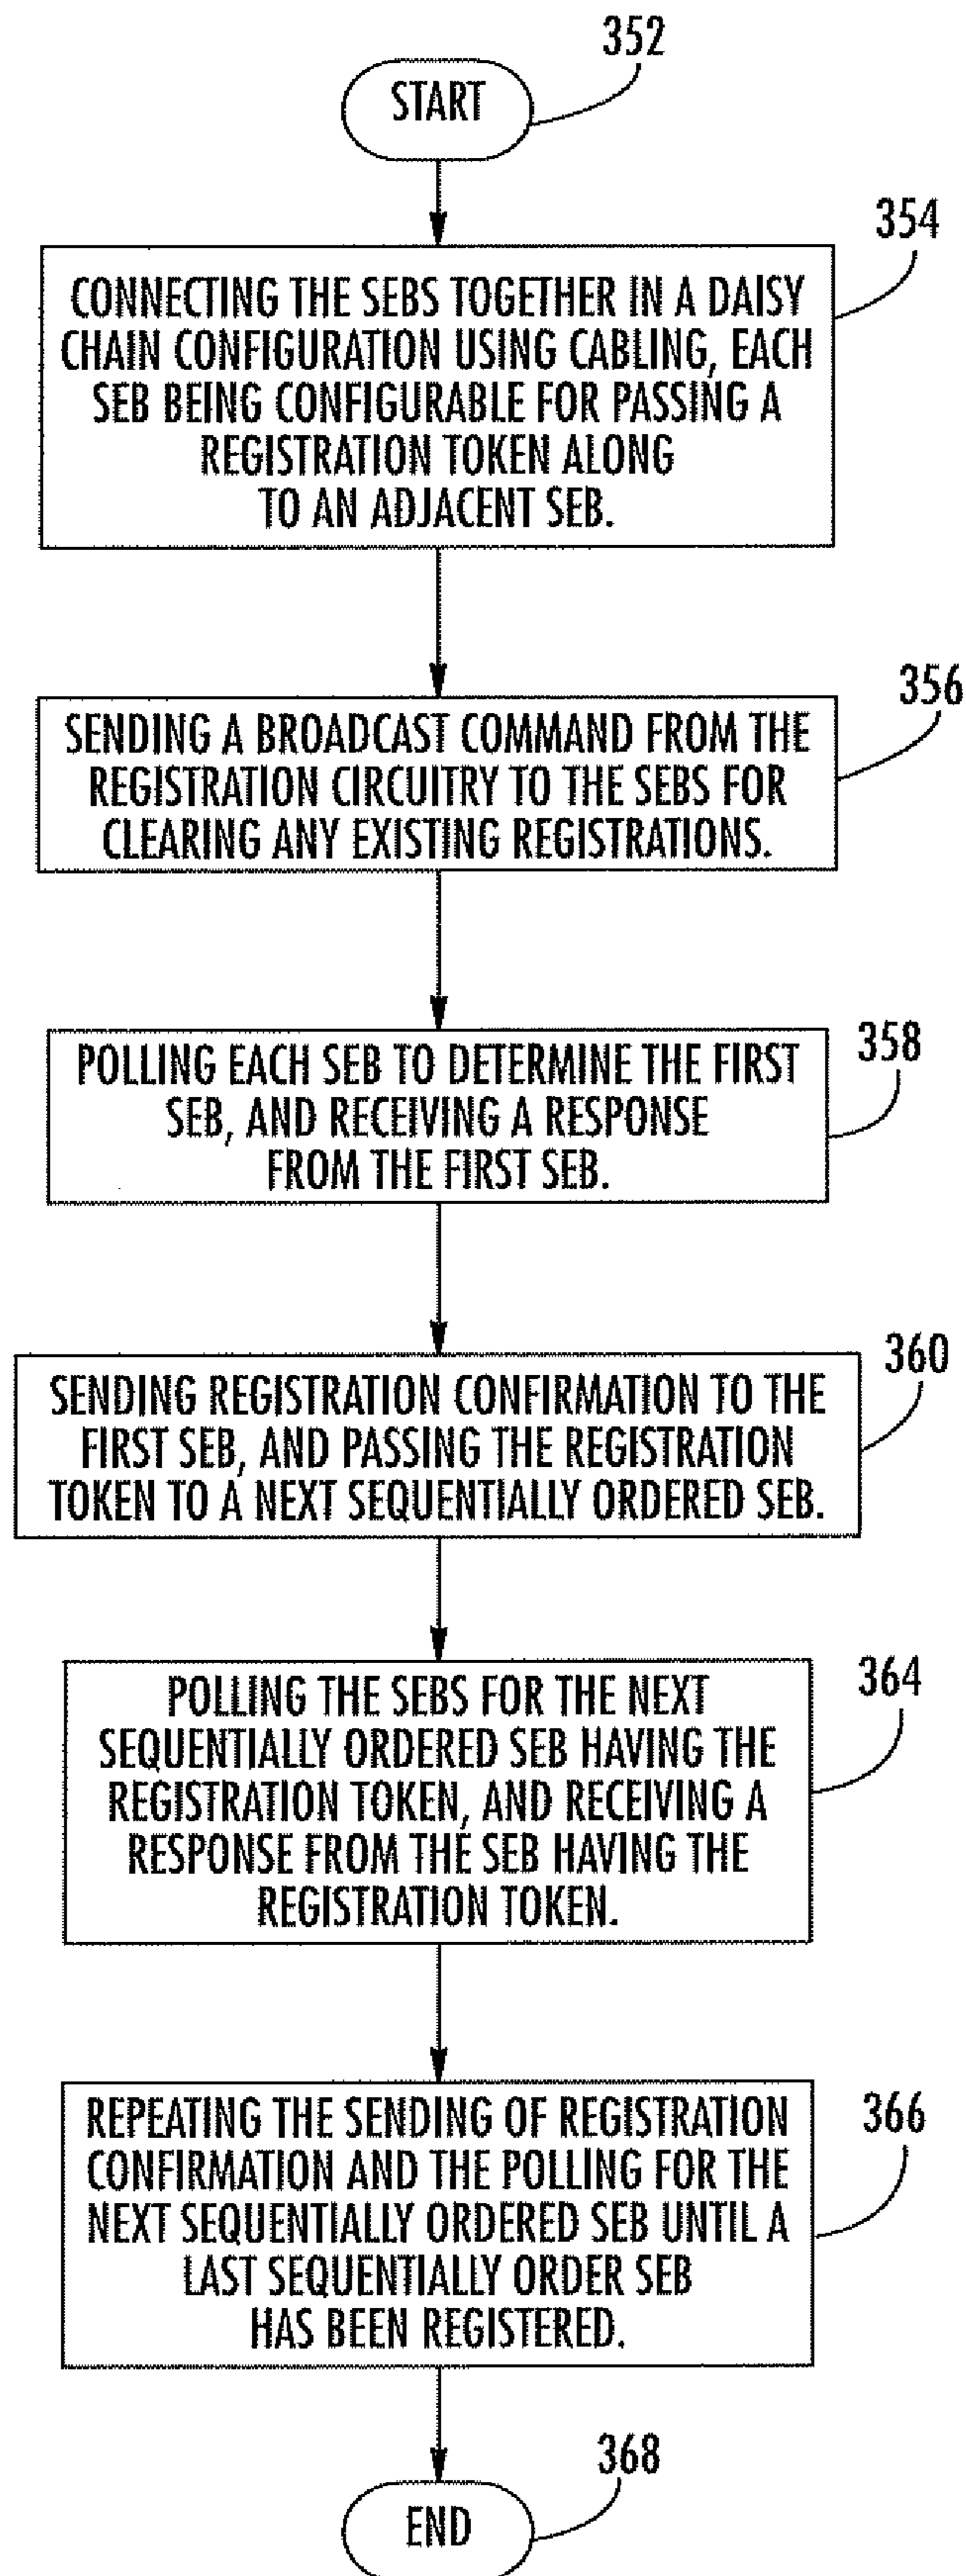 352
START
354
CONNECTING THE SEBS TOGETHER IN A DAISY
CHAIN CONFIGURATION USING CABLING, EACH
SEB BEING CONFIGURABLE FOR PASSING A
REGISTRATION TOKEN ALONG
TO AN ADJACENT SEB.
356
SENDING A BROADCAST COMMAND FROM THE
REGISTRATION CIRCUITRY TO THE SEBS FOR
CLEARING ANY EXISTING REGISTRATIONS.
358
POLLING EACH SEB TO DETERMINE THE FIRST
SEB, AND RECEIVING A RESPONSE
FROM THE FIRST SEB.
360
SENDING REGISTRATION CONFIRMATION TO THE
FIRST SEB, AND PASSING THE REGISTRATION
TOKEN TO A NEXT SEQUENTIALLY ORDERED SEB.
364
POLLING THE SEBS FOR THE NEXT
SEQUENTIALLY ORDERED SEB HAVING THE
REGISTRATION TOKEN, AND RECEIVING A
RESPONSE FROM THE SEB HAVING THE
REGISTRATION TOKEN.
366
REPEATING THE SENDING OF REGISTRATION
CONFIRMATION AND THE POLLING FOR THE
NEXT SEQUENTIALLY ORDERED SEB UNTIL A
LAST SEQUENTIALLY ORDER SEB
HAS BEEN REGISTERED.
368
END